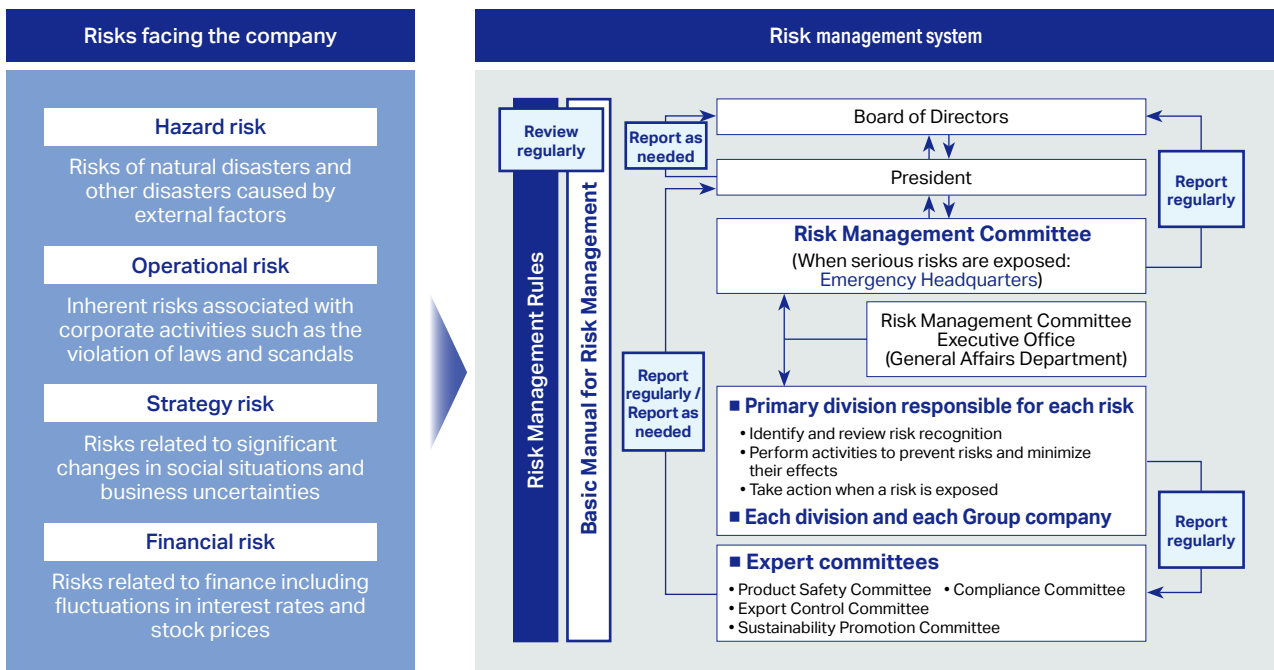 Risks facing the company
Hazard risk
Risks of natural disasters and
other disasters caused by
external factors
Operational risk
Inherent risks associated with
corporate activities such as the
violation of laws and scandals
Strategy risk
Risks related to significant
changes in social situations and
business uncertainties
Financial risk
Risks related to finance including
fluctuations in interest rates and
stock prices
Risk management system
Risk Management Rules
Basic Manual for Risk Management
Review
regularly
Report as
needed
Board of Directors
President
Report
regularly
Risk Management Committee
(When serious risks are exposed:
Emergency Headquarters)
Risk Management Committee
Executive Office
(General Affairs Department)
Report
regularly /
Report as
needed
■ Primary division responsible for each risk
• Identify and review risk recognition
• Perform activities to prevent risks and minimize
their effects
• Take action when a risk is exposed
■ Each division and each Group company
Report
regularly
■ Expert committees
• Product Safety Committee • Compliance Committee
• Export Control Committee
• Sustainability Promotion Committee